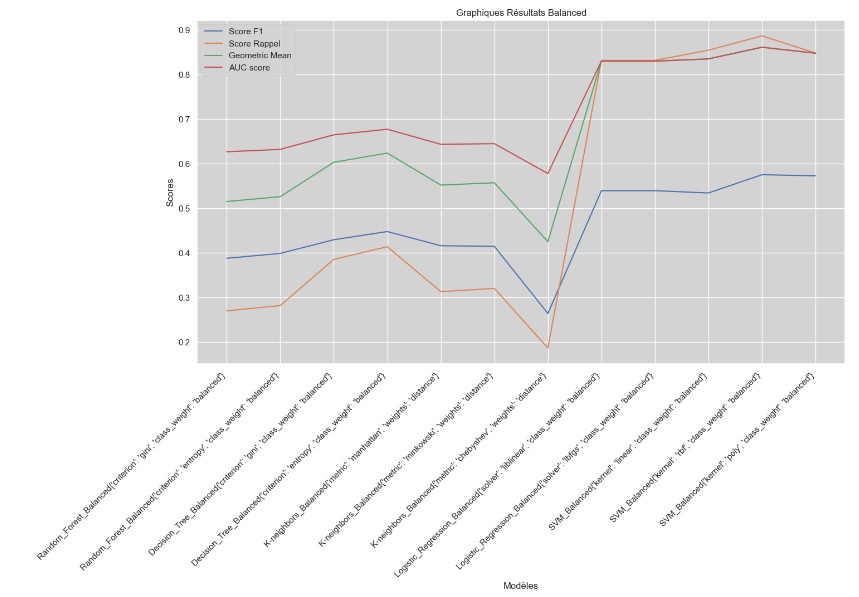 Graphiques Résultats Balanced
Score F1
Score Rappel
Geometric Mean
AUC score
0.9
0.8
0.7
0.6
0.5
0.4
0.3
0.2
Scores
Random_Forest_Balanced{'criterion': 'gini', 'class_weight': 'balanced'}
Random_Forest_Balanced{'criterion': 'entropy', 'class_weight': 'balanced'}
Decision_Tree_Balanced{'criterion': 'gini', 'class_weight': 'balanced'}
Decision_Tree_Balanced{'criterion': 'entropy', 'class_weight': 'balanced'}
K-neighbors_Balanced{'metric': 'manhattan', 'weights': 'distance'}
K-neighbors_Balanced{'metric': 'minkowski', 'weights': 'distance'}
K-neighbors_Balanced{'metric': 'chebyshev', 'weights': 'distance'}
Logistic_Regression_Balanced{'solver': 'liblinear', 'class_weight': 'balanced'}
Logistic_Regression_Balanced{'solver': 'lbfgs', 'class_weight': 'balanced'}
SVM_Balanced{'kernel': 'linear', 'class_weight': 'balanced'}
SVM_Balanced{'kernel': 'rbf', 'class_weight': 'balanced'}
SVM_Balanced{'kernel': 'poly', 'class_weight': 'balanced'}
Modèles